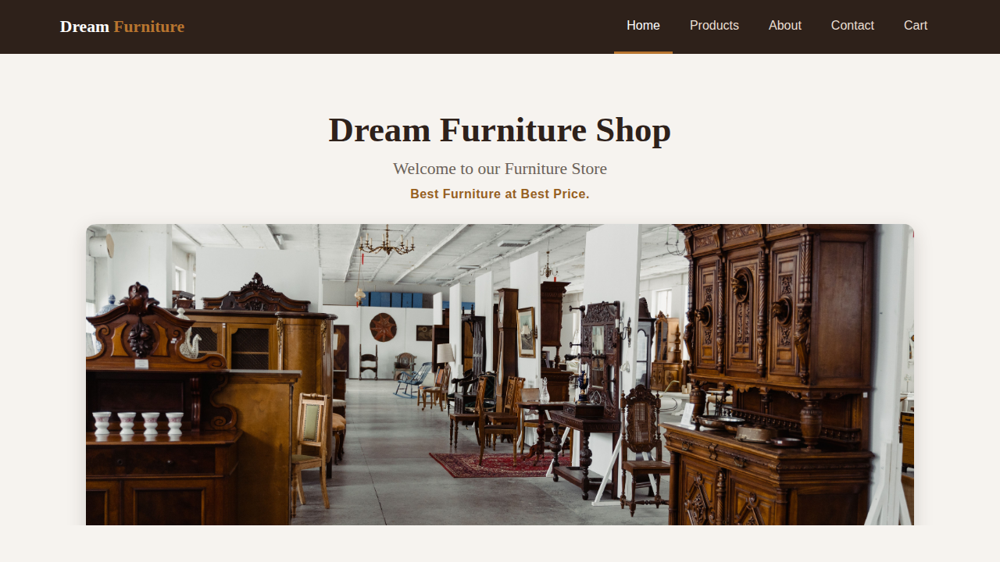 Dream Furniture
Home
Products
About
Contact
Cart
Dream Furniture Shop
Welcome to our Furniture Store
Best Furniture at Best Price.